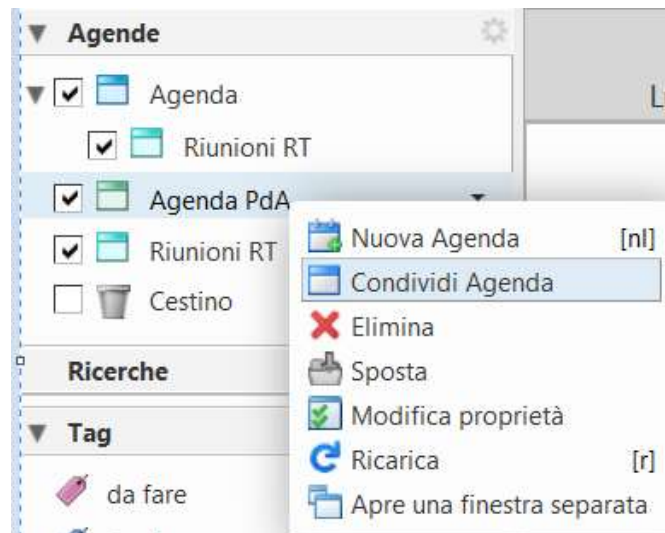 Agende
Agenda
Riunioni RT
Agenda PdA
Riunioni RT
Cestino
Ricerche
Tag
da fare
Nuova Agenda [nl]
Condividi Agenda
Elimina
Sposta
Modifica proprietà
Ricarica [r]
Apre una finestra separata